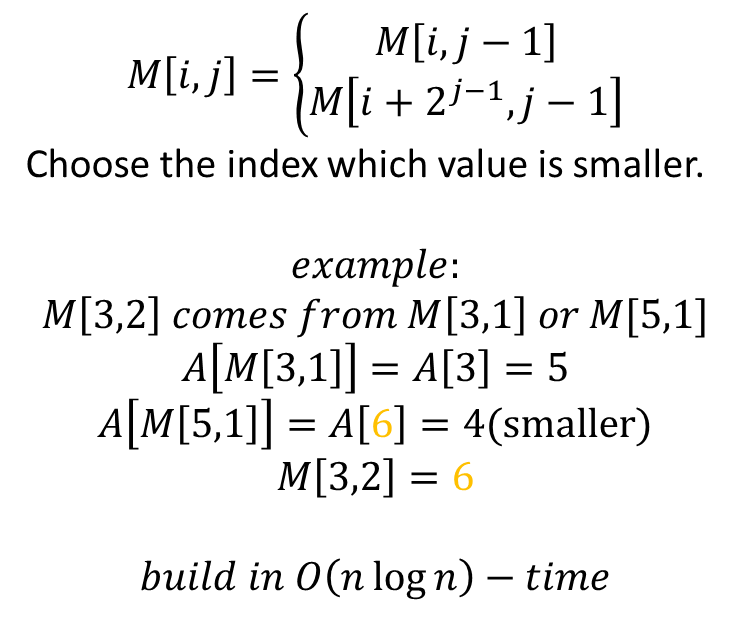 M[i, j] = { M[i, j − 1]
M[i + 2^{j−1}, j − 1]
Choose the index which value is smaller.
example:
M[3,2] comes from M[3,1] or M[5,1]
A[M[3,1]] = A[3] = 5
A[M[5,1]] = A[6] = 4(smaller)
M[3,2] = 6
build in O(n log n) − time